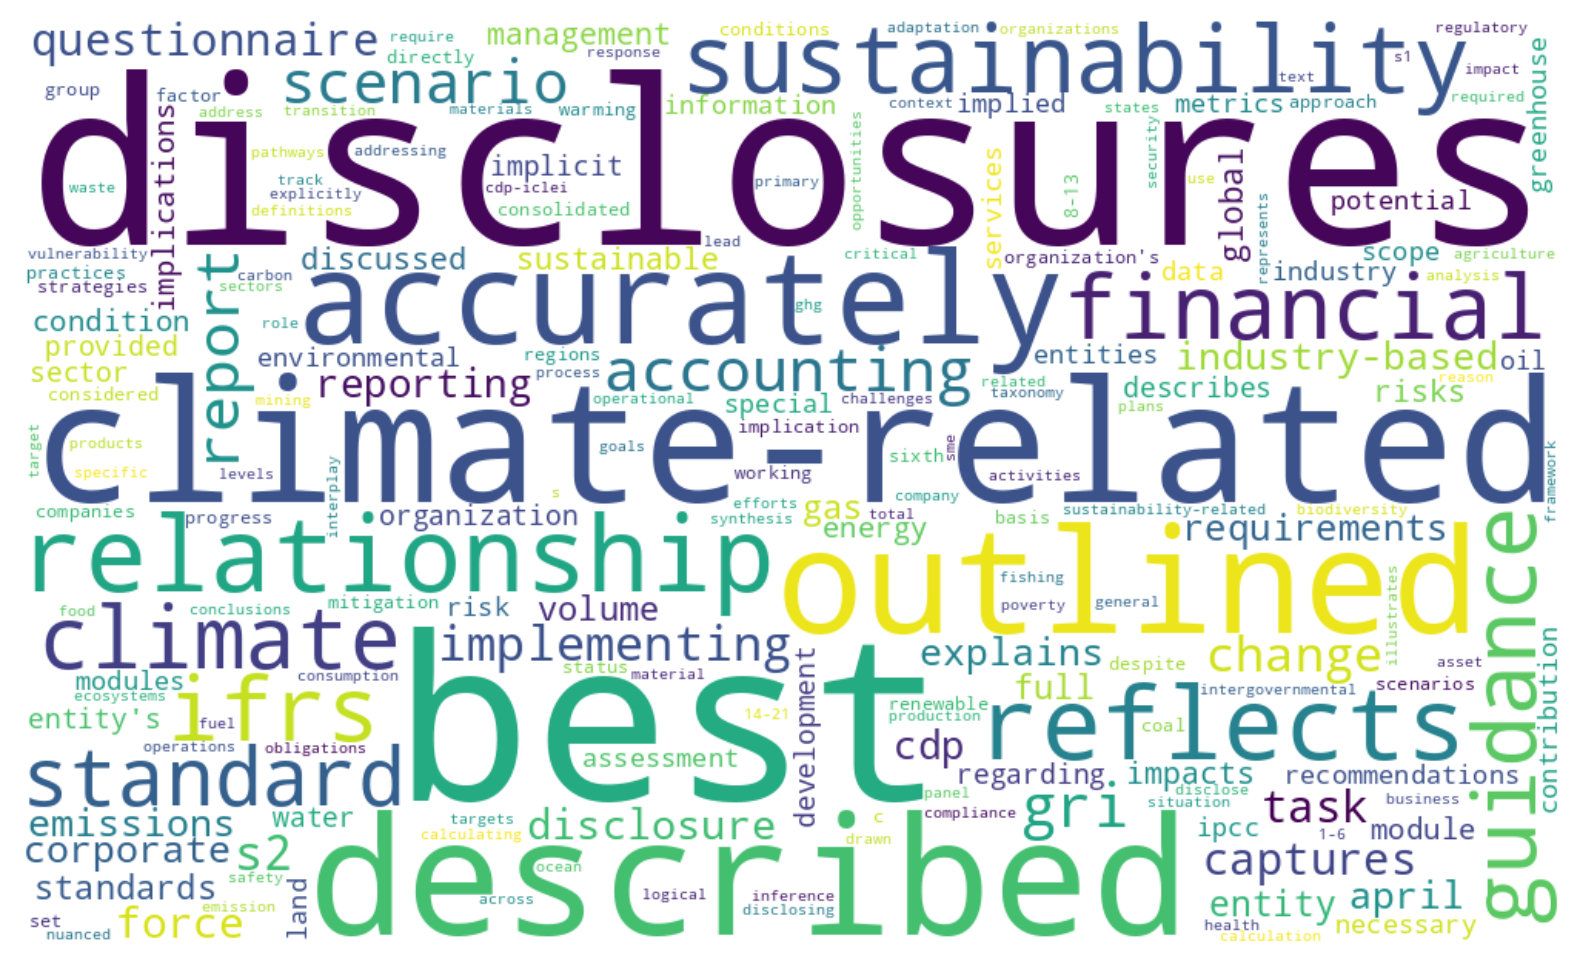 questionnaire
require
directly
management
response
conditions
adaptation
organizations
regulatory
sustainability
s1
impact
text
group
factor
scenario
address
transition
materials
warming
information
context
implied
states
metrics
approach
required
greenhouse
disclosures
implications
pathways
addressing
implicit
cdp-iclei
waste
track
explicitly
definitions
consolidated
primary
opportunities
services
8-13
security
use
global
potential
represents
lead
vulnerability
practices
strategies
report
carbon
sectors
discussed
sustainable
critical
organization's
data
industry
scope
agriculture
analysis
accurately
ghg
financial
condition
role
provided
sector
considered
environmental
mining
reporting
regions
process
accounting
operational
special
challenges
implication
entities
related
taxonomy
industry-based
oil
describes
plans
risks
reason
climate-related
target
products
specific
levels
interplay
goals
working
sixth
sme
activities
framework
companies
progress
organization
efforts
synthesis
s
gas
total
company
energy
basis
sustainability-related
biodiversity
requirements
relationship
outlined
fishing
poverty
general
guidance
food
conclusions
mitigation
risk
volume
climate
implementing
status
material
development
explains
despite
change
illustrates
asset
scenarios
contribution
modules
ecosystems
consumption
entity's
ifrs
fuel
best
14-21
renewable
production
full
coal
intergovernmental
reflects
operations
obligations
assessment
cdp
standard
regarding
impacts
recommendations
panel
compliance
gri
disclose
situation
task
business
emissions
water
targets
calculating
disclosure
c
drawn
ipcc
1-6
module
corporate
s2
described
captures
standards
safety
ocean
across
logical
inference
disclosing
entity
april
set
nuanced
force
emission
land
health
calculation
necessary